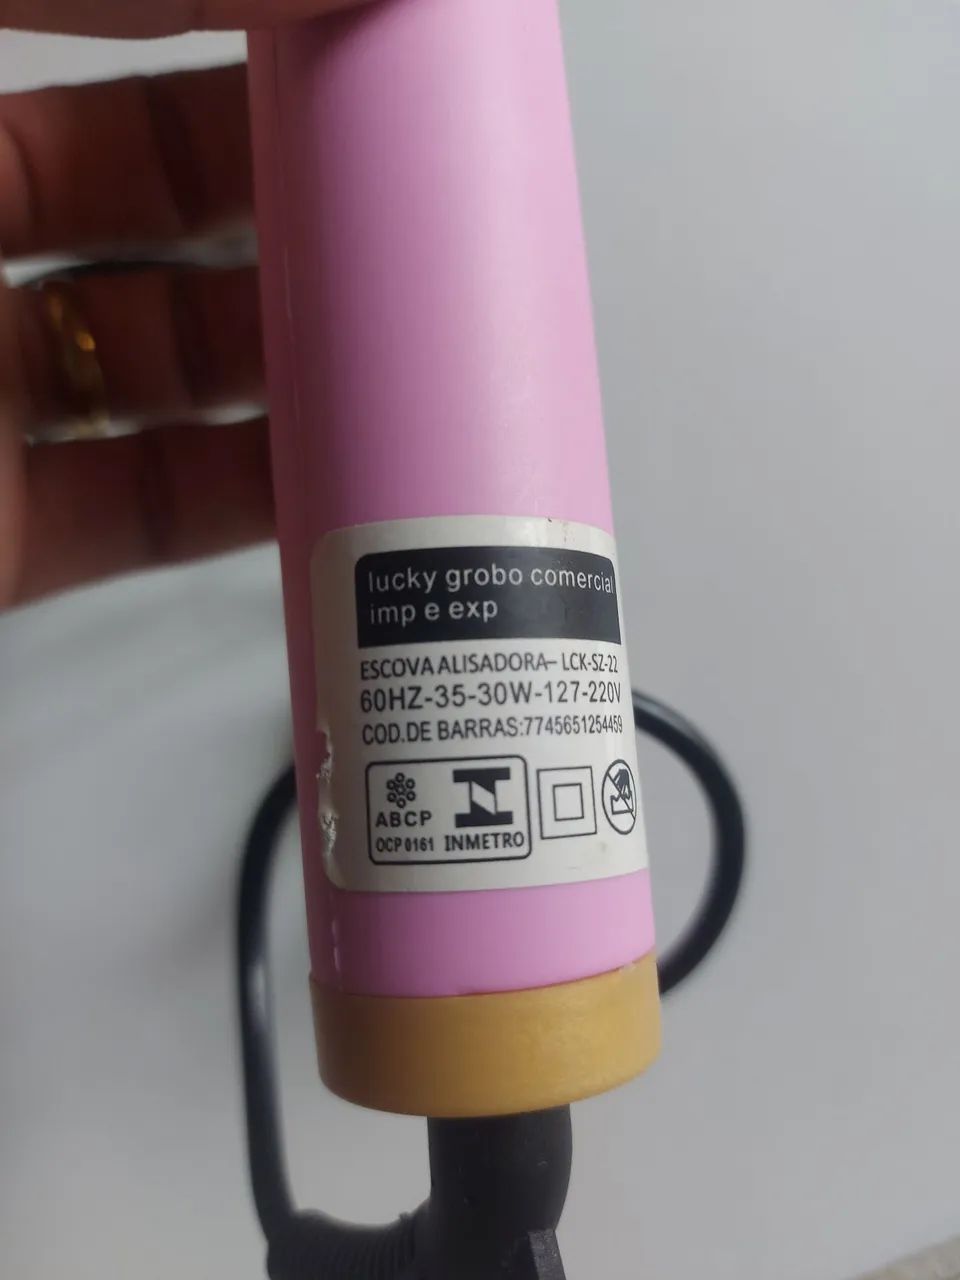 lucky grobo comercial
imp e exp
ESCOVA ALISADORA- LCK-SZ-22
60HZ-35-30W-127-220V
COD.DE BARRAS:7745651254459
ABCP
OCP 0161 INMETRO